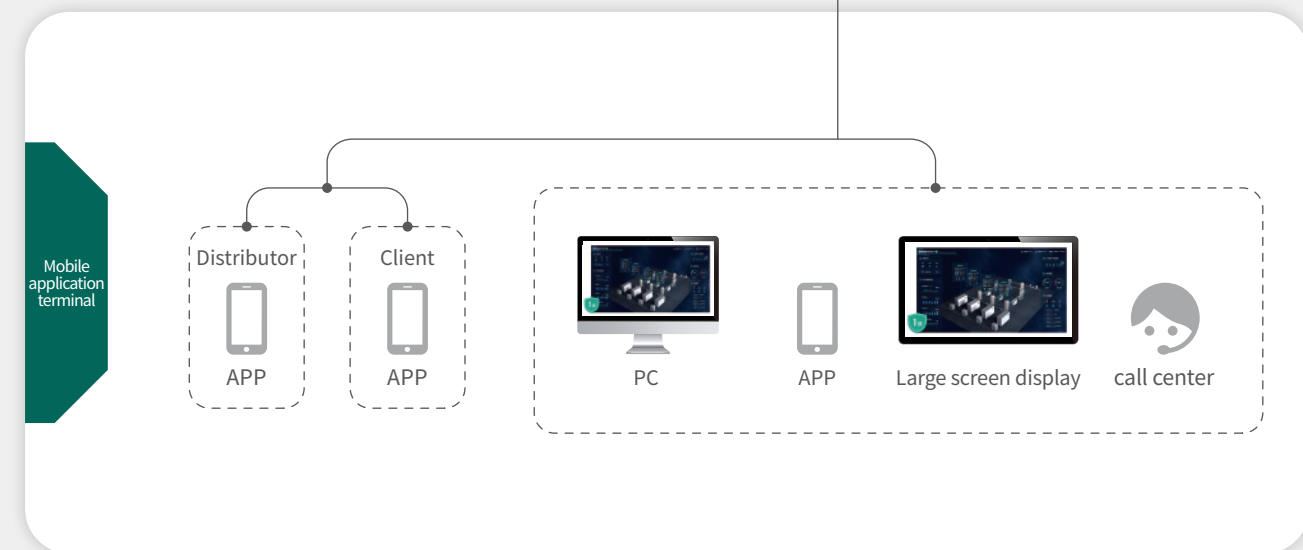 Mobile
application
terminal
Distributor
APP
Client
APP
PC
APP
Large screen display
call center